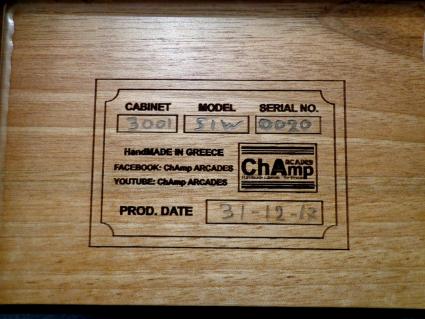 CABINET MODEL SERIAL NO.
3001 S1W 0020
HandMADE IN GREECE
FACEBOOK: ChAmp ARCADES
YOUTUBE: ChAmp ARCADES
ChAmp ARCADES
PROD. DATE 31-12-18